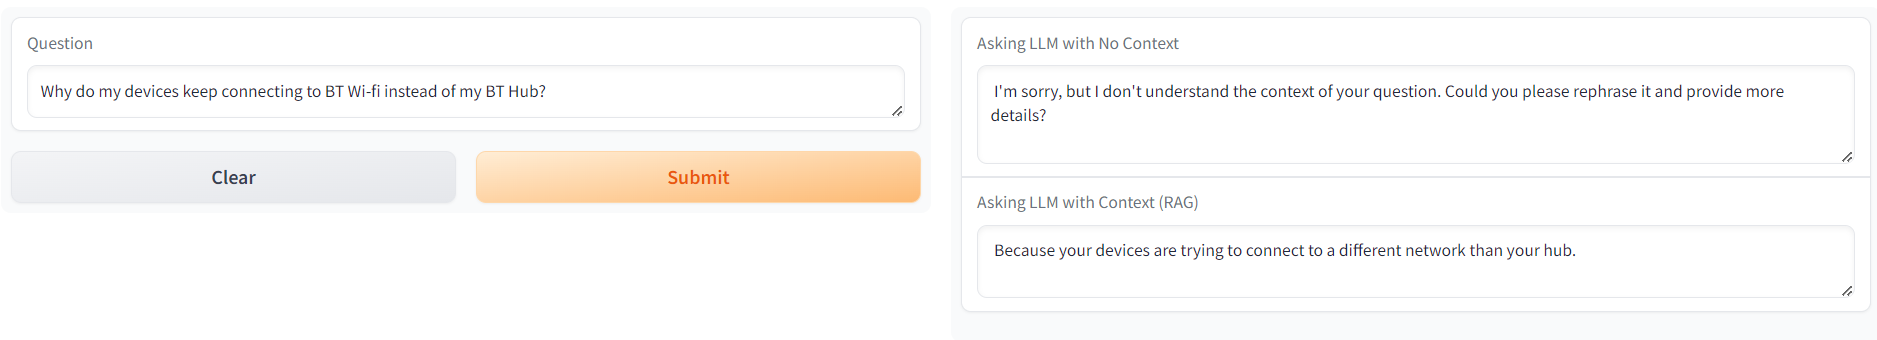 Question
Why do my devices keep connecting to BT Wi-fi instead of my BT Hub?
Clear
Submit
Asking LLM with No Context
I'm sorry, but I don't understand the context of your question. Could you please rephrase it and provide more
details?
Asking LLM with Context (RAG)
Because your devices are trying to connect to a different network than your hub.